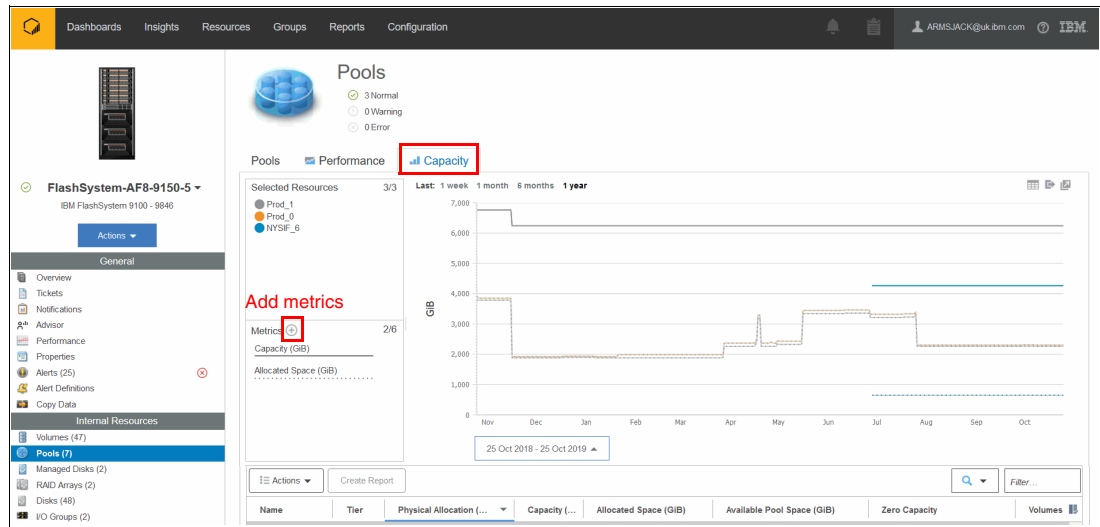 Dashboards Insights Resources Groups Reports Configuration
ARMSJACK@uk.ibm.com
IBM.
Pools
3 Normal
0 Warning
0 Error
Pools Performance Capacity
FlashSystem-AF8-9150-5
IBM FlashSystem 9100 - 9846
Actions
General
Overview
Tickets
Notifications
Advisor
Performance
Properties
Alerts (25)
Alert Definitions
Copy Data
Internal Resources
Volumes (47)
Pools (7)
Managed Disks (2)
RAID Arrays (2)
Disks (48)
I/O Groups (2)
Selected Resources 3/3
Prod_1
Prod_0
NYSIF_6
Add metrics
Metrics 2/6
Capacity (GiB)
Allocated Space (GiB)
Last: 1 week 1 month 6 months 1 year
7,000
6,000
5,000
4,000
3,000
2,000
1,000
0
GiB
Nov Dec Jan Feb Mar Apr May Jun Jul Aug Sep Oct
25 Oct 2018 - 25 Oct 2019
Actions Create Report Filter...
Name Tier Physical Allocation (... Capacity (... Allocated Space (GiB) Available Pool Space (GiB) Zero Capacity Volumes